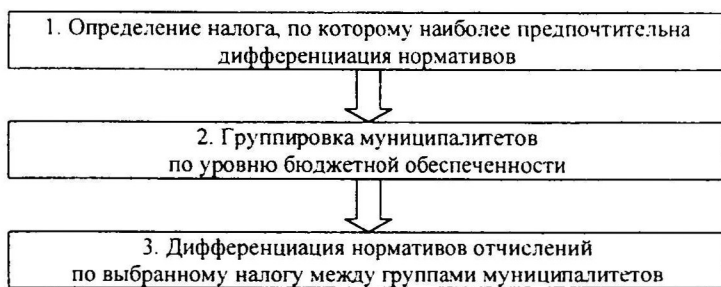 1. Определение налога, по которому наиболее предпочтительна
дифференциация нормативов
2. Группировка муниципалитетов
по уровню бюджетной обеспеченности
3. Дифференциация нормативов отчислений
по выбранному налогу между группами муниципалитетов